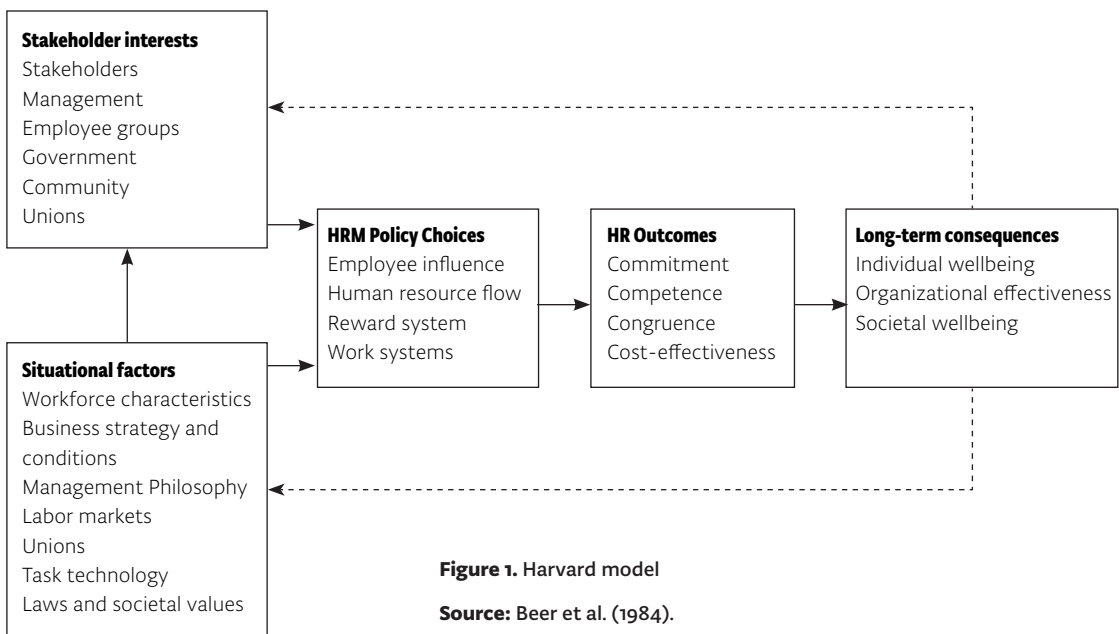 Stakeholder interests
Stakeholders
Management
Employee groups
Government
Community
Unions
Situational factors
Workforce characteristics
Business strategy and
conditions
Management Philosophy
Labor markets
Unions
Task technology
Laws and societal values
HRM Policy Choices
Employee influence
Human resource flow
Reward system
Work systems
HR Outcomes
Commitment
Competence
Congruence
Cost-effectiveness
Long-term consequences
Individual wellbeing
Organizational effectiveness
Societal wellbeing
Figure 1. Harvard model
Source: Beer et al. (1984).